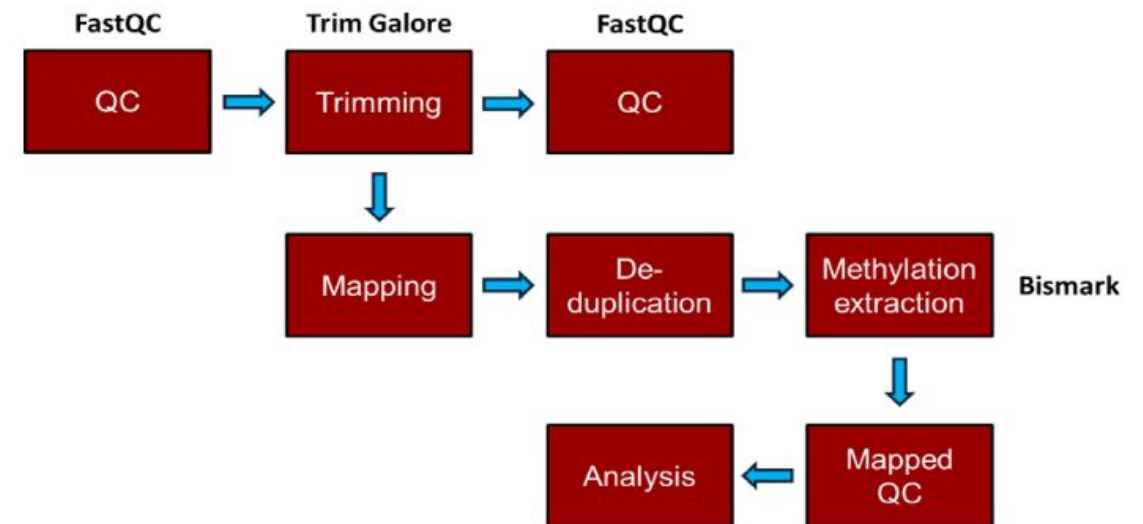 FastQC
Trim Galore
FastQC
QC
Trimming
QC
Mapping
De-
duplication
Methylation
extraction
Bismark
Analysis
Mapped
QC